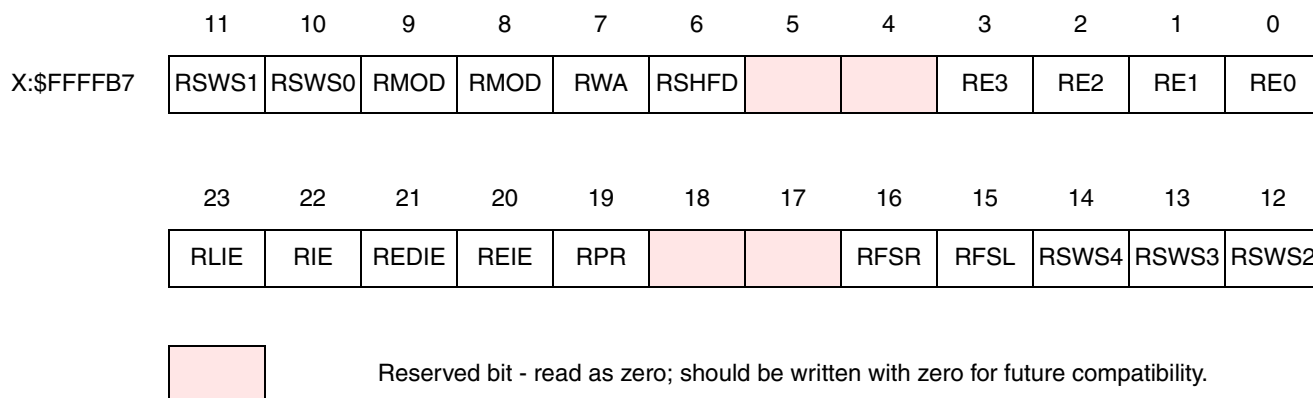 11 10 9 8 7 6 5 4 3 2 1 0
X:$FFFFB7 RSWS1 RSWS0 RMOD RMOD RWA RSHFD RE3 RE2 RE1 RE0
23 22 21 20 19 18 17 16 15 14 13 12
RLIE RIE REDIE REIE RPR RFSR RFSL RSWS4 RSWS3 RSWS2
Reserved bit - read as zero; should be written with zero for future compatibility.